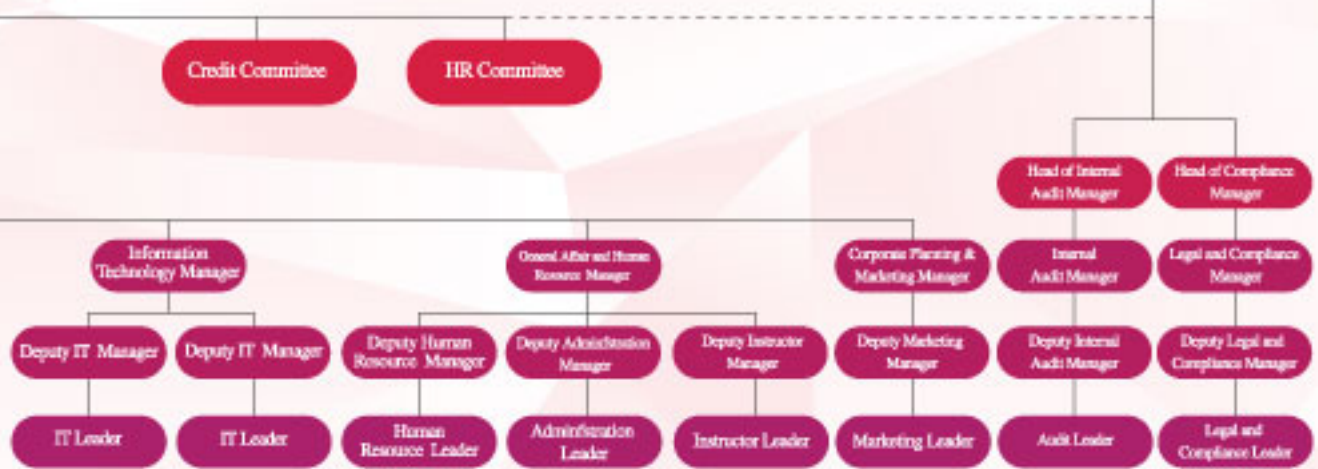 Credit Committee
HR Committee
Head of Internal
Audit Manager
Head of Compliance
Manager
Information
Technology Manager
General Affair and Human
Resource Manager
Corporate Planning &
Marketing Manager
Internal
Audit Manager
Legal and Compliance
Manager
Deputy IT Manager
Deputy IT Manager
Deputy Human
Resource Manager
Deputy Administration
Manager
Deputy Instructor
Manager
Deputy Marketing
Manager
Deputy Internal
Audit Manager
Deputy Legal and
Compliance Manager
IT Leader
IT Leader
Human
Resource Leader
Administration
Leader
Instructor Leader
Marketing Leader
Audit Leader
Legal and
Compliance Leader